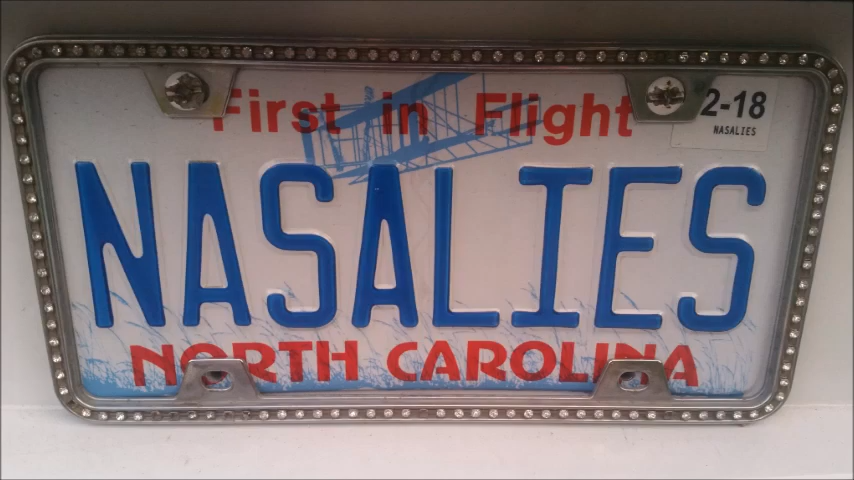 First in Flight
2-18
NASALIES
NASALIES
NORTH CAROLINA